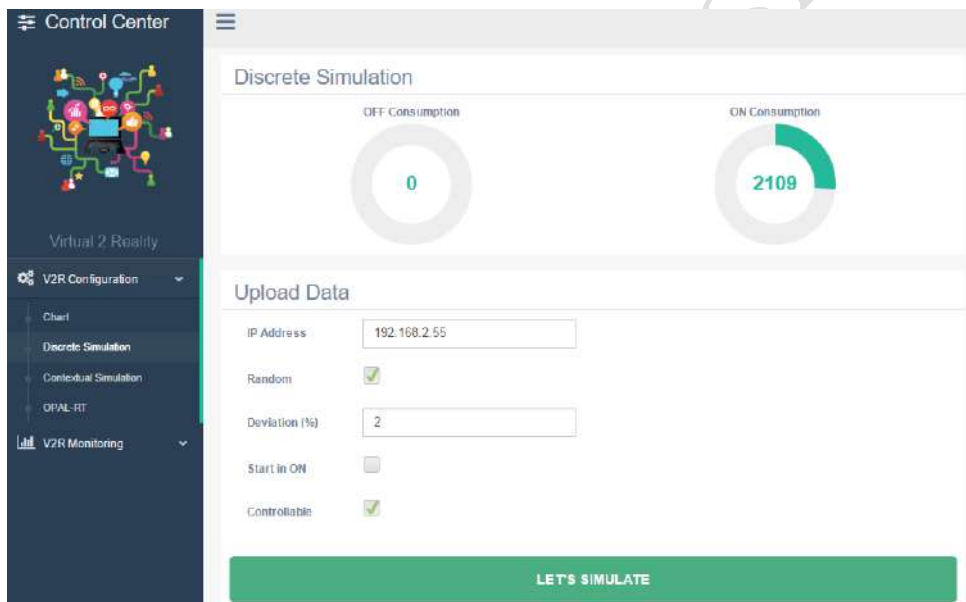 Control Center
Virtual 2 Reality
V2R Configuration
Chart
Discrete Simulation
Contextual Simulation
OPAL-RT
V2R Monitoring
Discrete Simulation
OFF Consumption
ON Consumption
0
2109
Upload Data
IP Address
192.168.2.55
Random
Deviation (%)
2
Start in ON
Controllable
LET'S SIMULATE